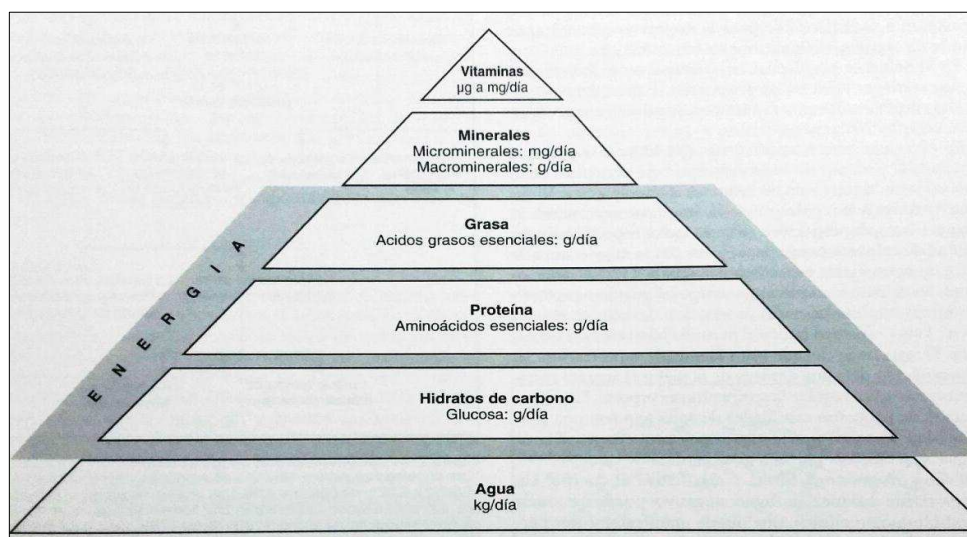 Vitaminas
µg a mg/día
Minerales
Microminerales: mg/día
Macrominerales: g/día
Grasa
Acidos grasos esenciales: g/día
Proteína
Aminoácidos esenciales: g/día
Hidratos de carbono
Glucosa: g/día
Agua
kg/día
ENERGIA